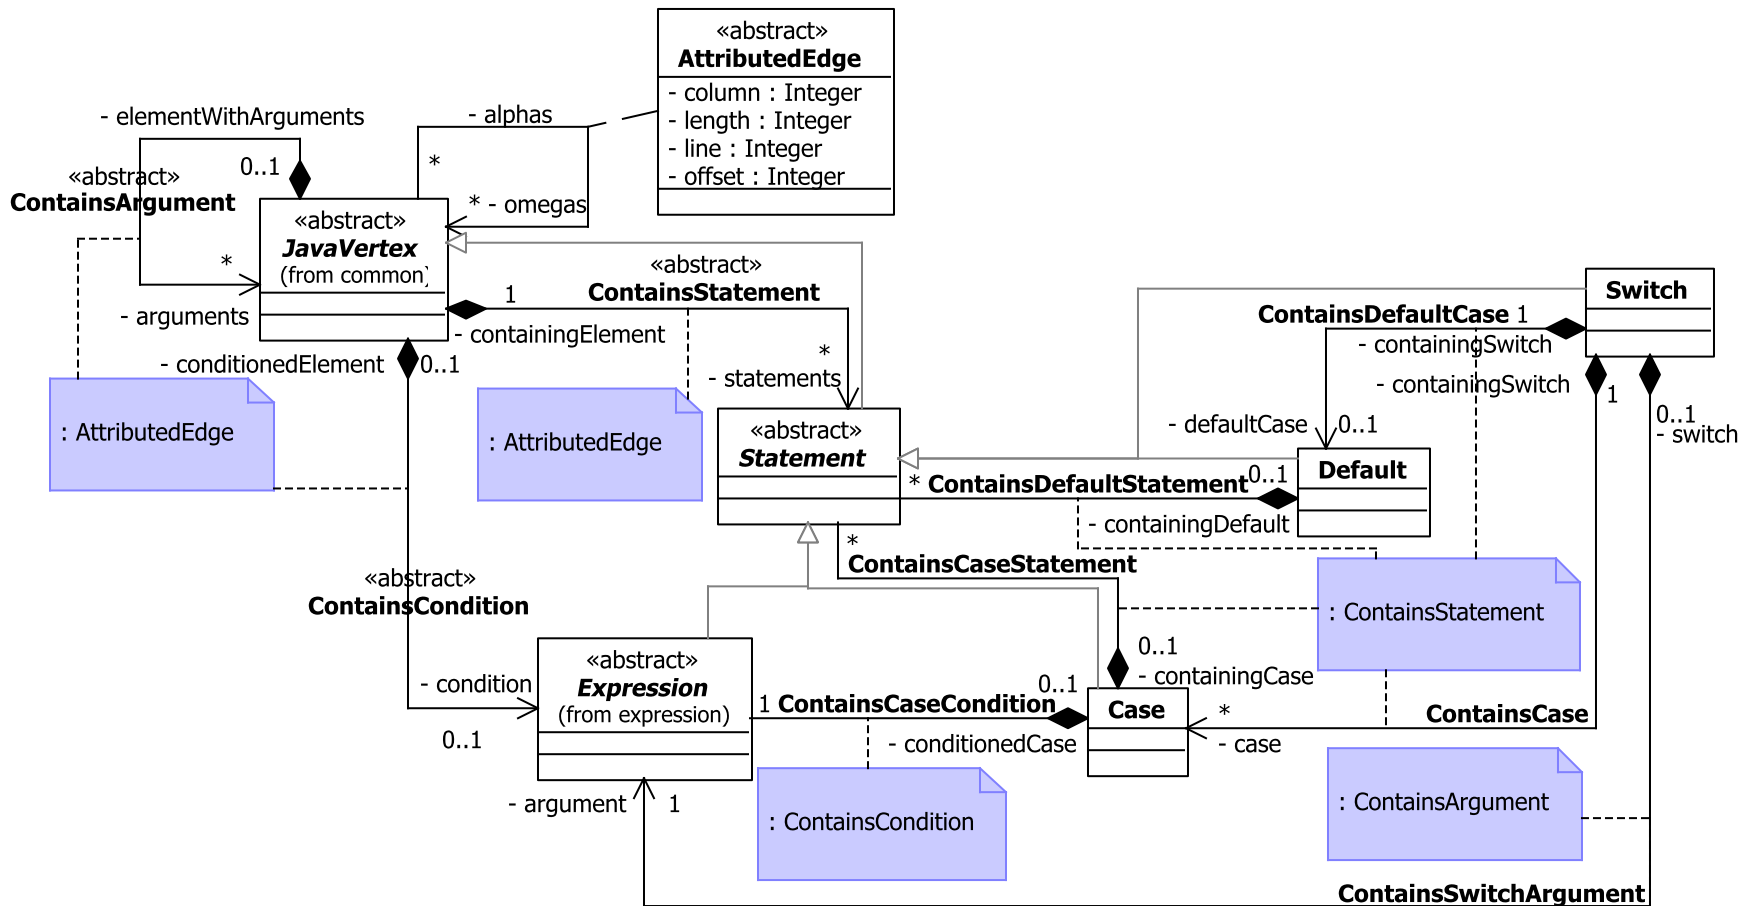 «abstract»
AttributedEdge
- column : Integer
- length : Integer
- line : Integer
- offset : Integer
- elementWithArguments
- alphas
0..1
*
«abstract»
ContainsArgument
* - omegas
«abstract»
JavaVertex
(from common)
*
- arguments
«abstract»
ContainsStatement
1
- containingElement
*
- statements
- conditionedElement
0..1
: AttributedEdge
: AttributedEdge
Switch
ContainsDefaultCase
1
- containingSwitch
- containingSwitch
1
0..1
- switch
- defaultCase
0..1
«abstract»
Statement
Default
*
ContainsDefaultStatement
0..1
- containingDefault
*
ContainsCaseStatement
«abstract»
ContainsCondition
: ContainsStatement
0..1
- containingCase
«abstract»
Expression
(from expression)
- condition
0..1
1
ContainsCaseCondition
0..1
- conditionedCase
Case
*
- case
ContainsCase
- argument
1
: ContainsCondition
: ContainsArgument
ContainsSwitchArgument